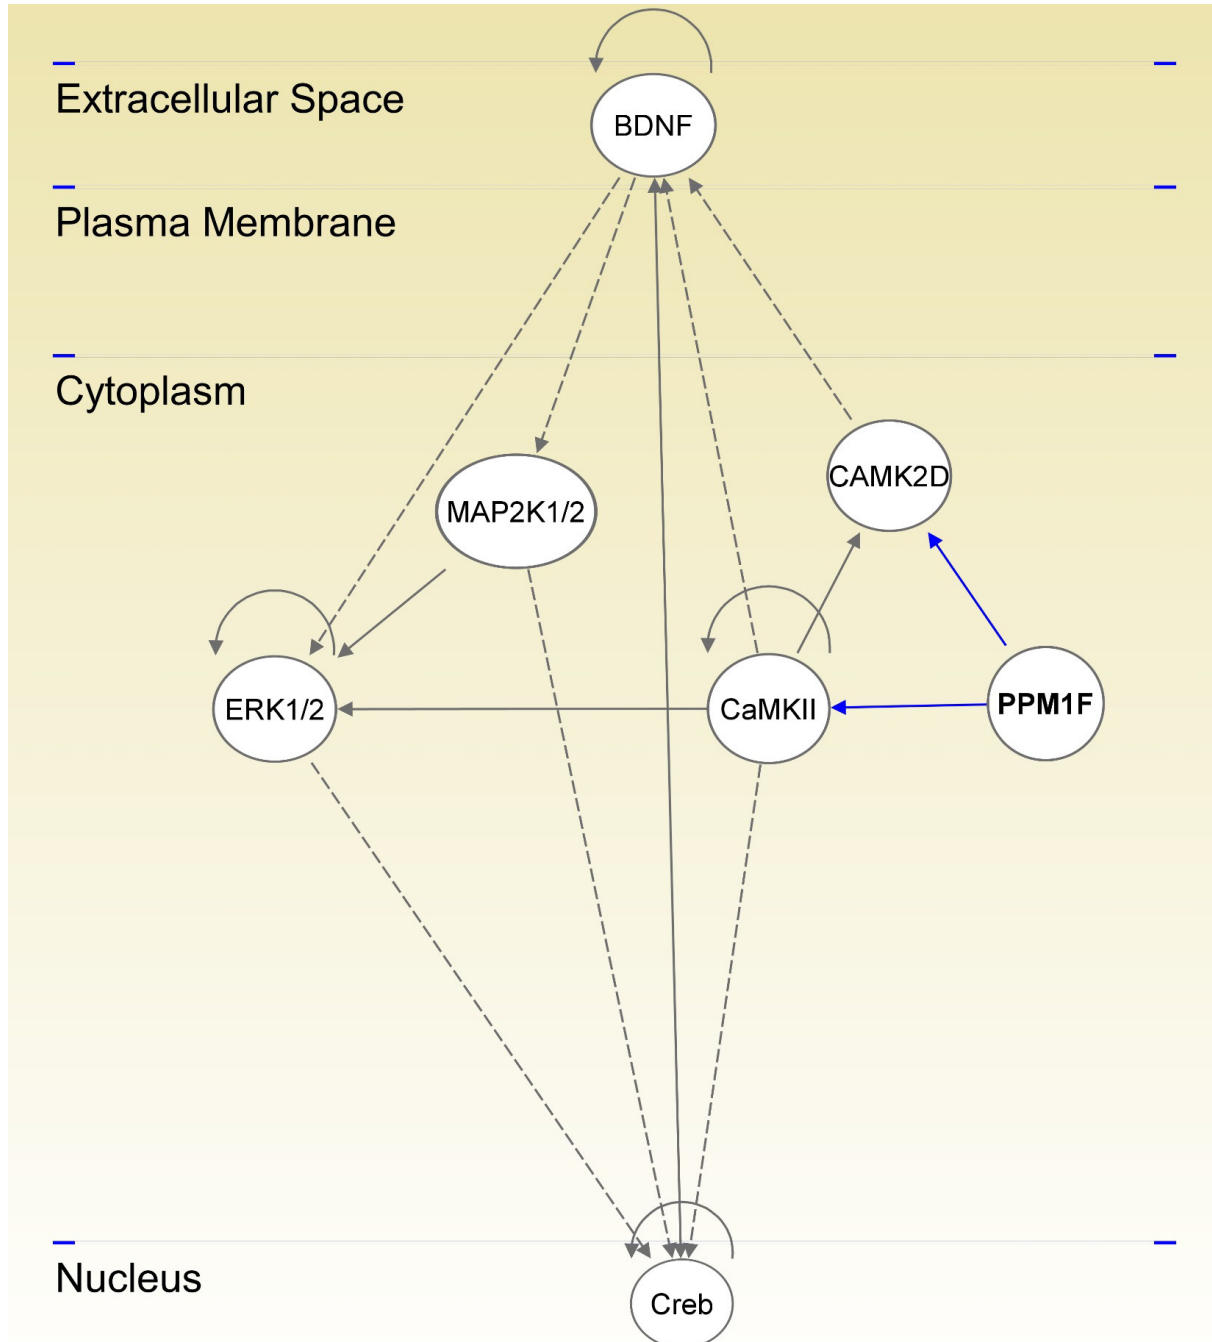 Extracellular Space
BDNF
Plasma Membrane
Cytoplasm
CAMK2D
MAP2K1/2
ERK1/2
CaMKII
PPM1F
Nucleus
Creb